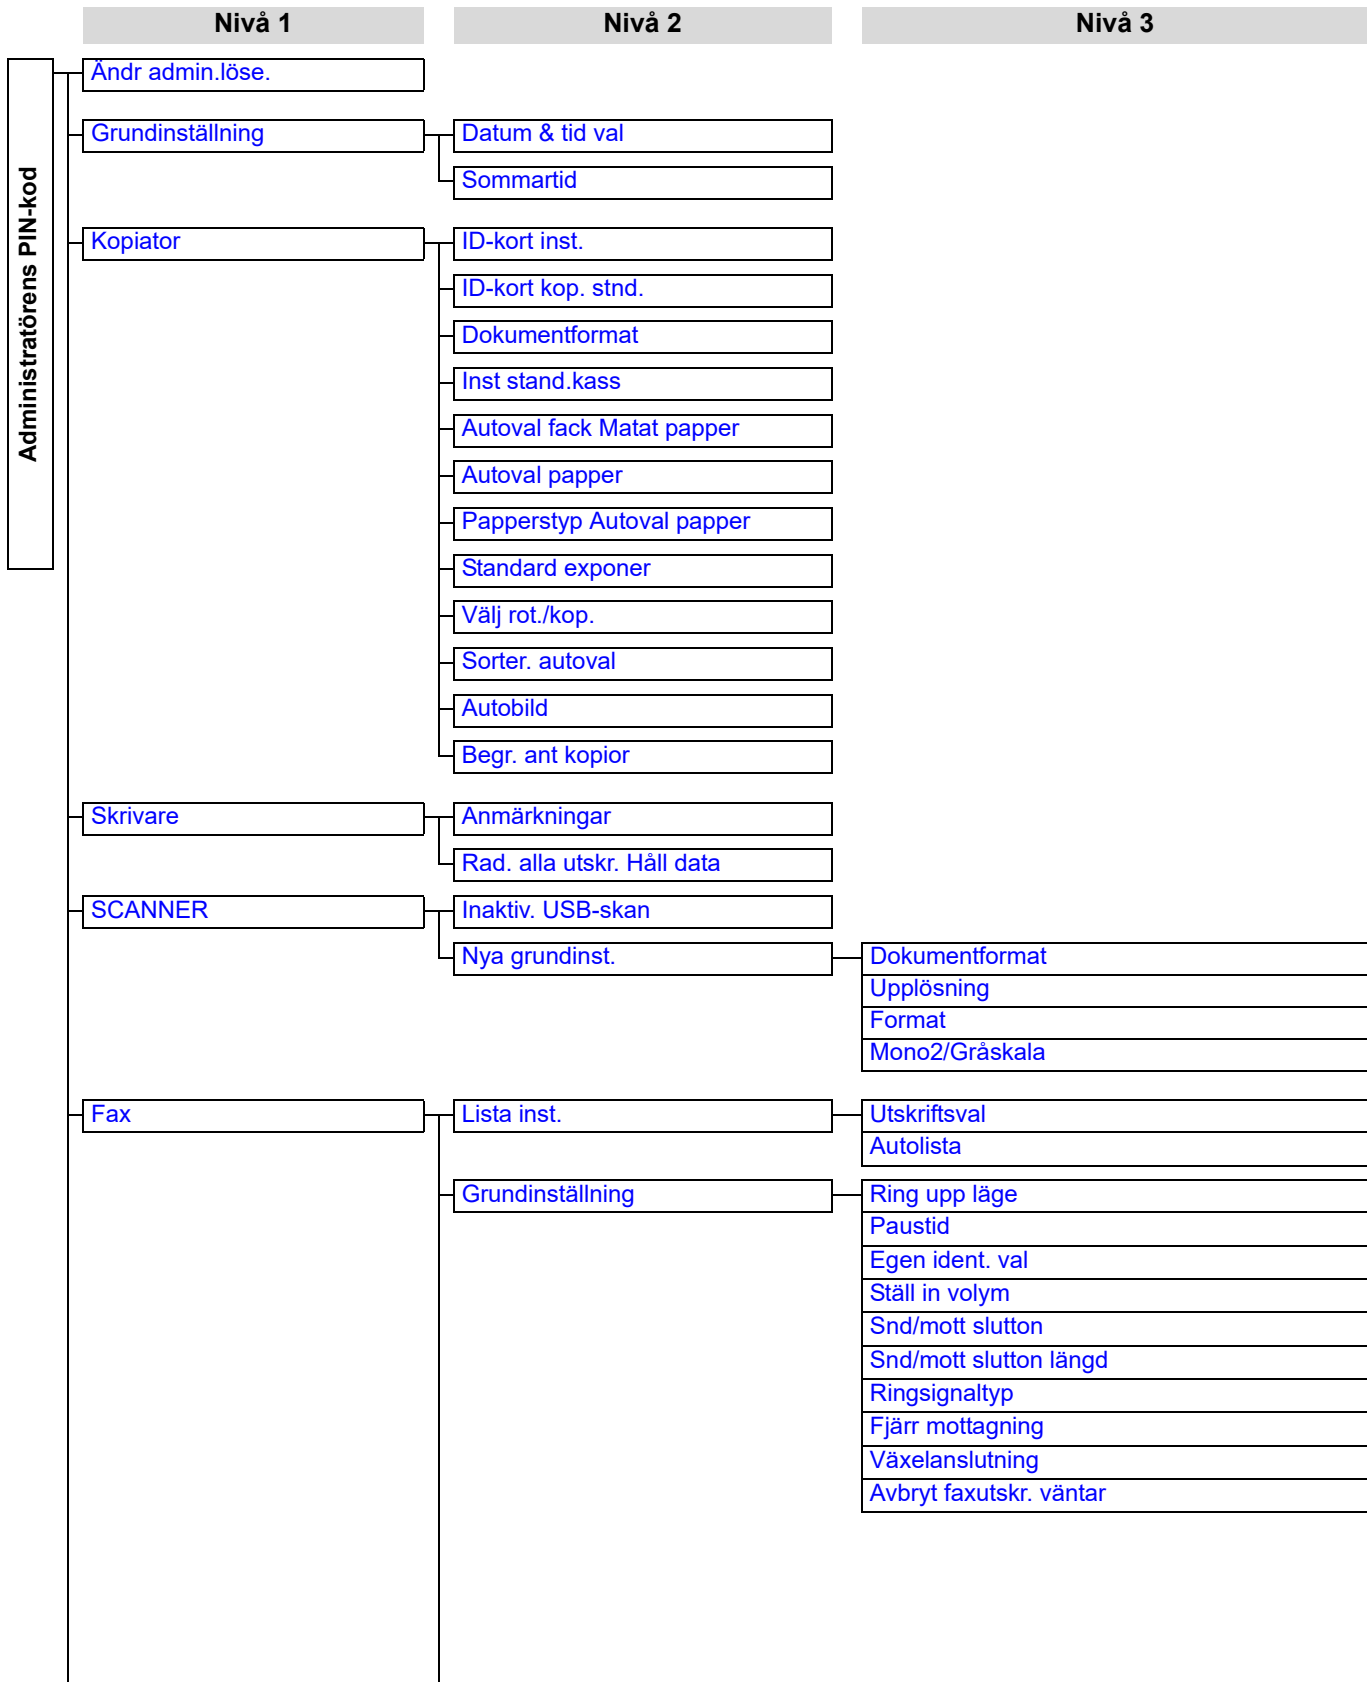 Nivå 1
Nivå 2
Nivå 3
Administratörens PIN-kod
Ändr admin.löse.
Grundinställning
Datum & tid val
Sommartid
Kopiator
ID-kort inst.
ID-kort kop. stnd.
Dokumentformat
Inst stand.kass
Autoval fack Matat papper
Autoval papper
Papperstyp Autoval papper
Standard exponer
Välj rot./kop.
Sorter. autoval
Autobild
Begr. ant kopior
Skrivare
Anmärkningar
Rad. alla utskr. Håll data
SCANNER
Inaktiv. USB-skan
Nya grundinst.
Dokumentformat
Upplösning
Format
Mono2/Gråskala
Fax
Lista inst.
Utskriftsval
Autolista
Grundinställning
Ring upp läge
Paustid
Egen ident. val
Ställ in volym
Snd/mott slutton
Snd/mott slutton längd
Ringsignaltyp
Fjärr mottagning
Växelanslutning
Avbryt faxutskr. väntar